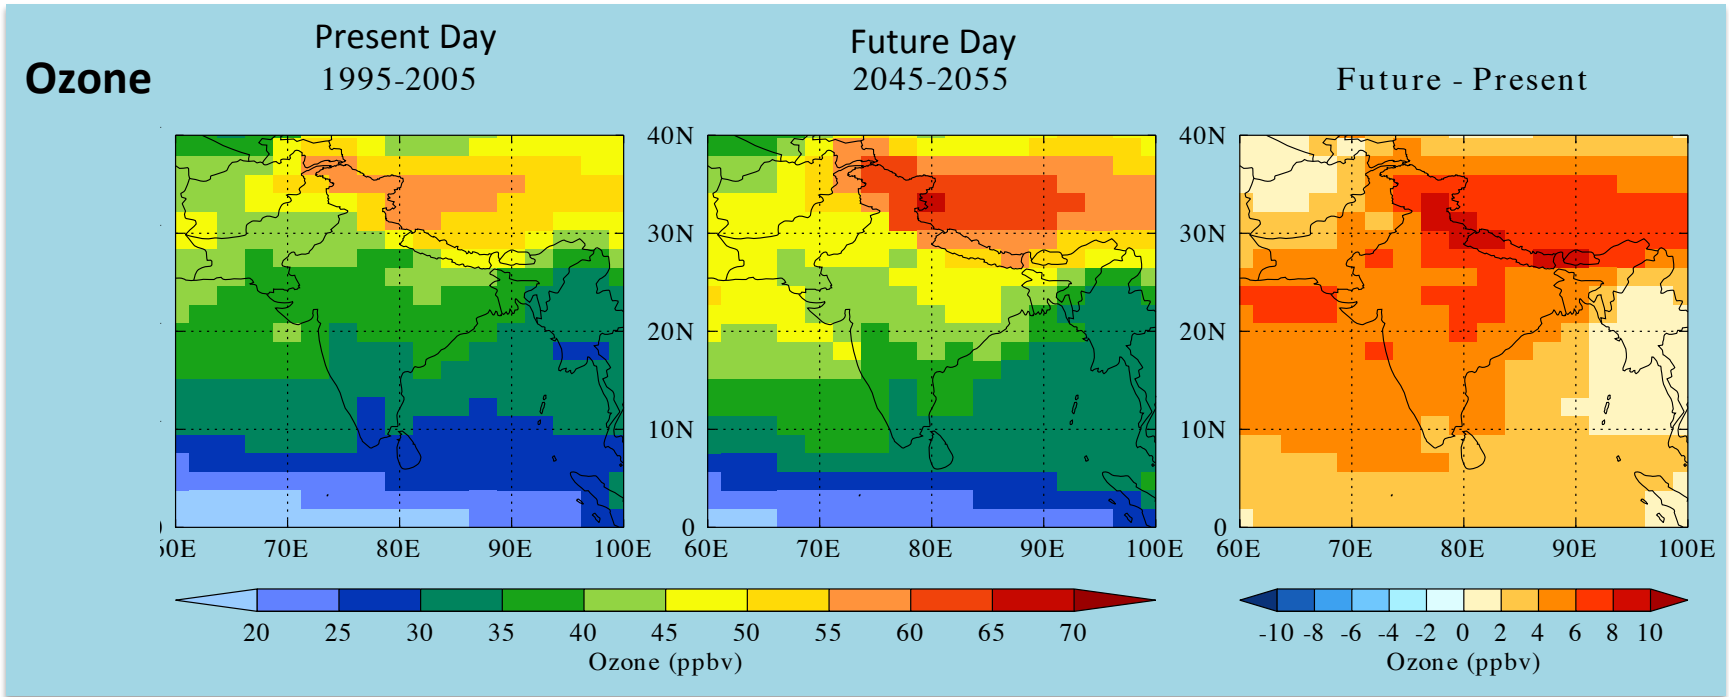 Ozone
Present Day
1995-2005
Future Day
2045-2055
Future - Present
40N
30N
20N
10N
0
40N
30N
20N
10N
0
70E 80E 90E 100E
60E 70E 80E 90E 100E
60E 70E 80E 90E 100E
20 25 30 35 40 45 50 55 60 65 70
Ozone (ppbv)
-10 -8 -6 -4 -2 0 2 4 6 8 10
Ozone (ppbv)